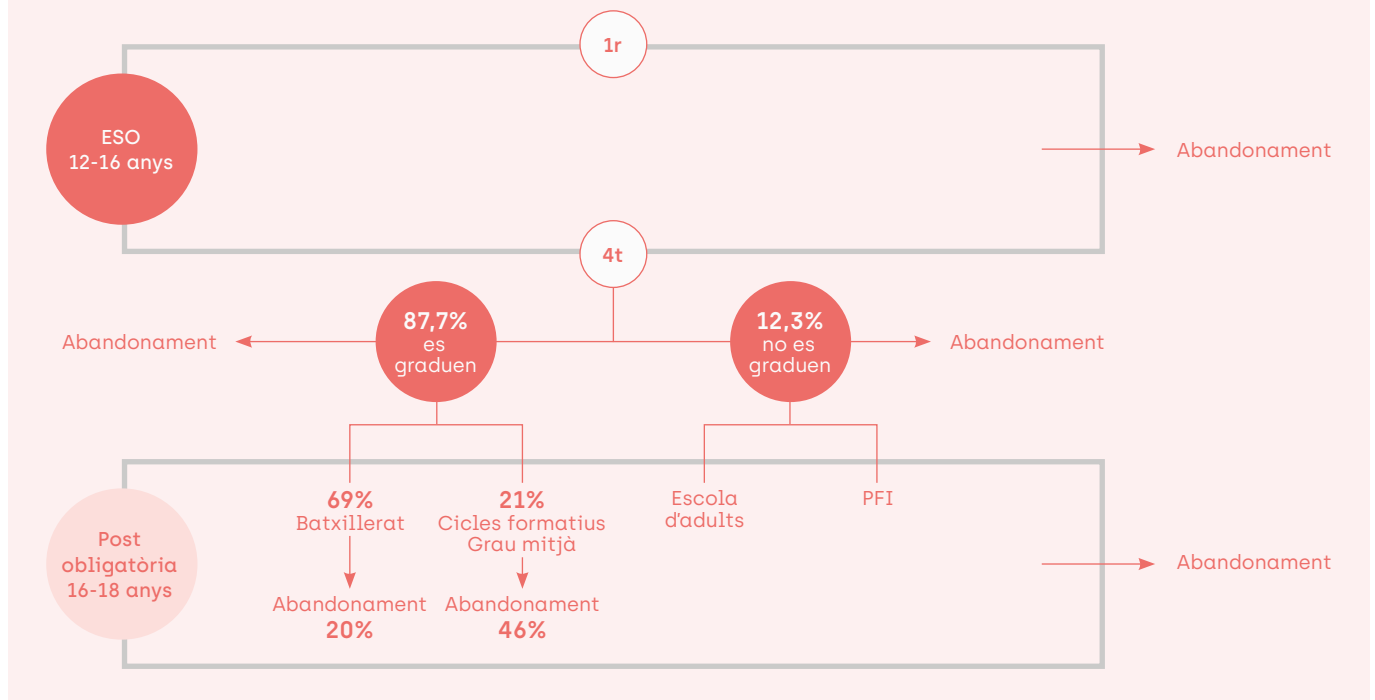 1r
ESO
12-16 anys
Abandonament
4t
87,7%
es
graduen
12,3%
no es
graduen
Abandonament
Abandonament
69%
Batxillerat
21%
Cicles formatius
Grau mitjà
Escola
d'adults
PFI
Post
obligatòria
16-18 anys
Abandonament
Abandonament
20%
Abandonament
46%